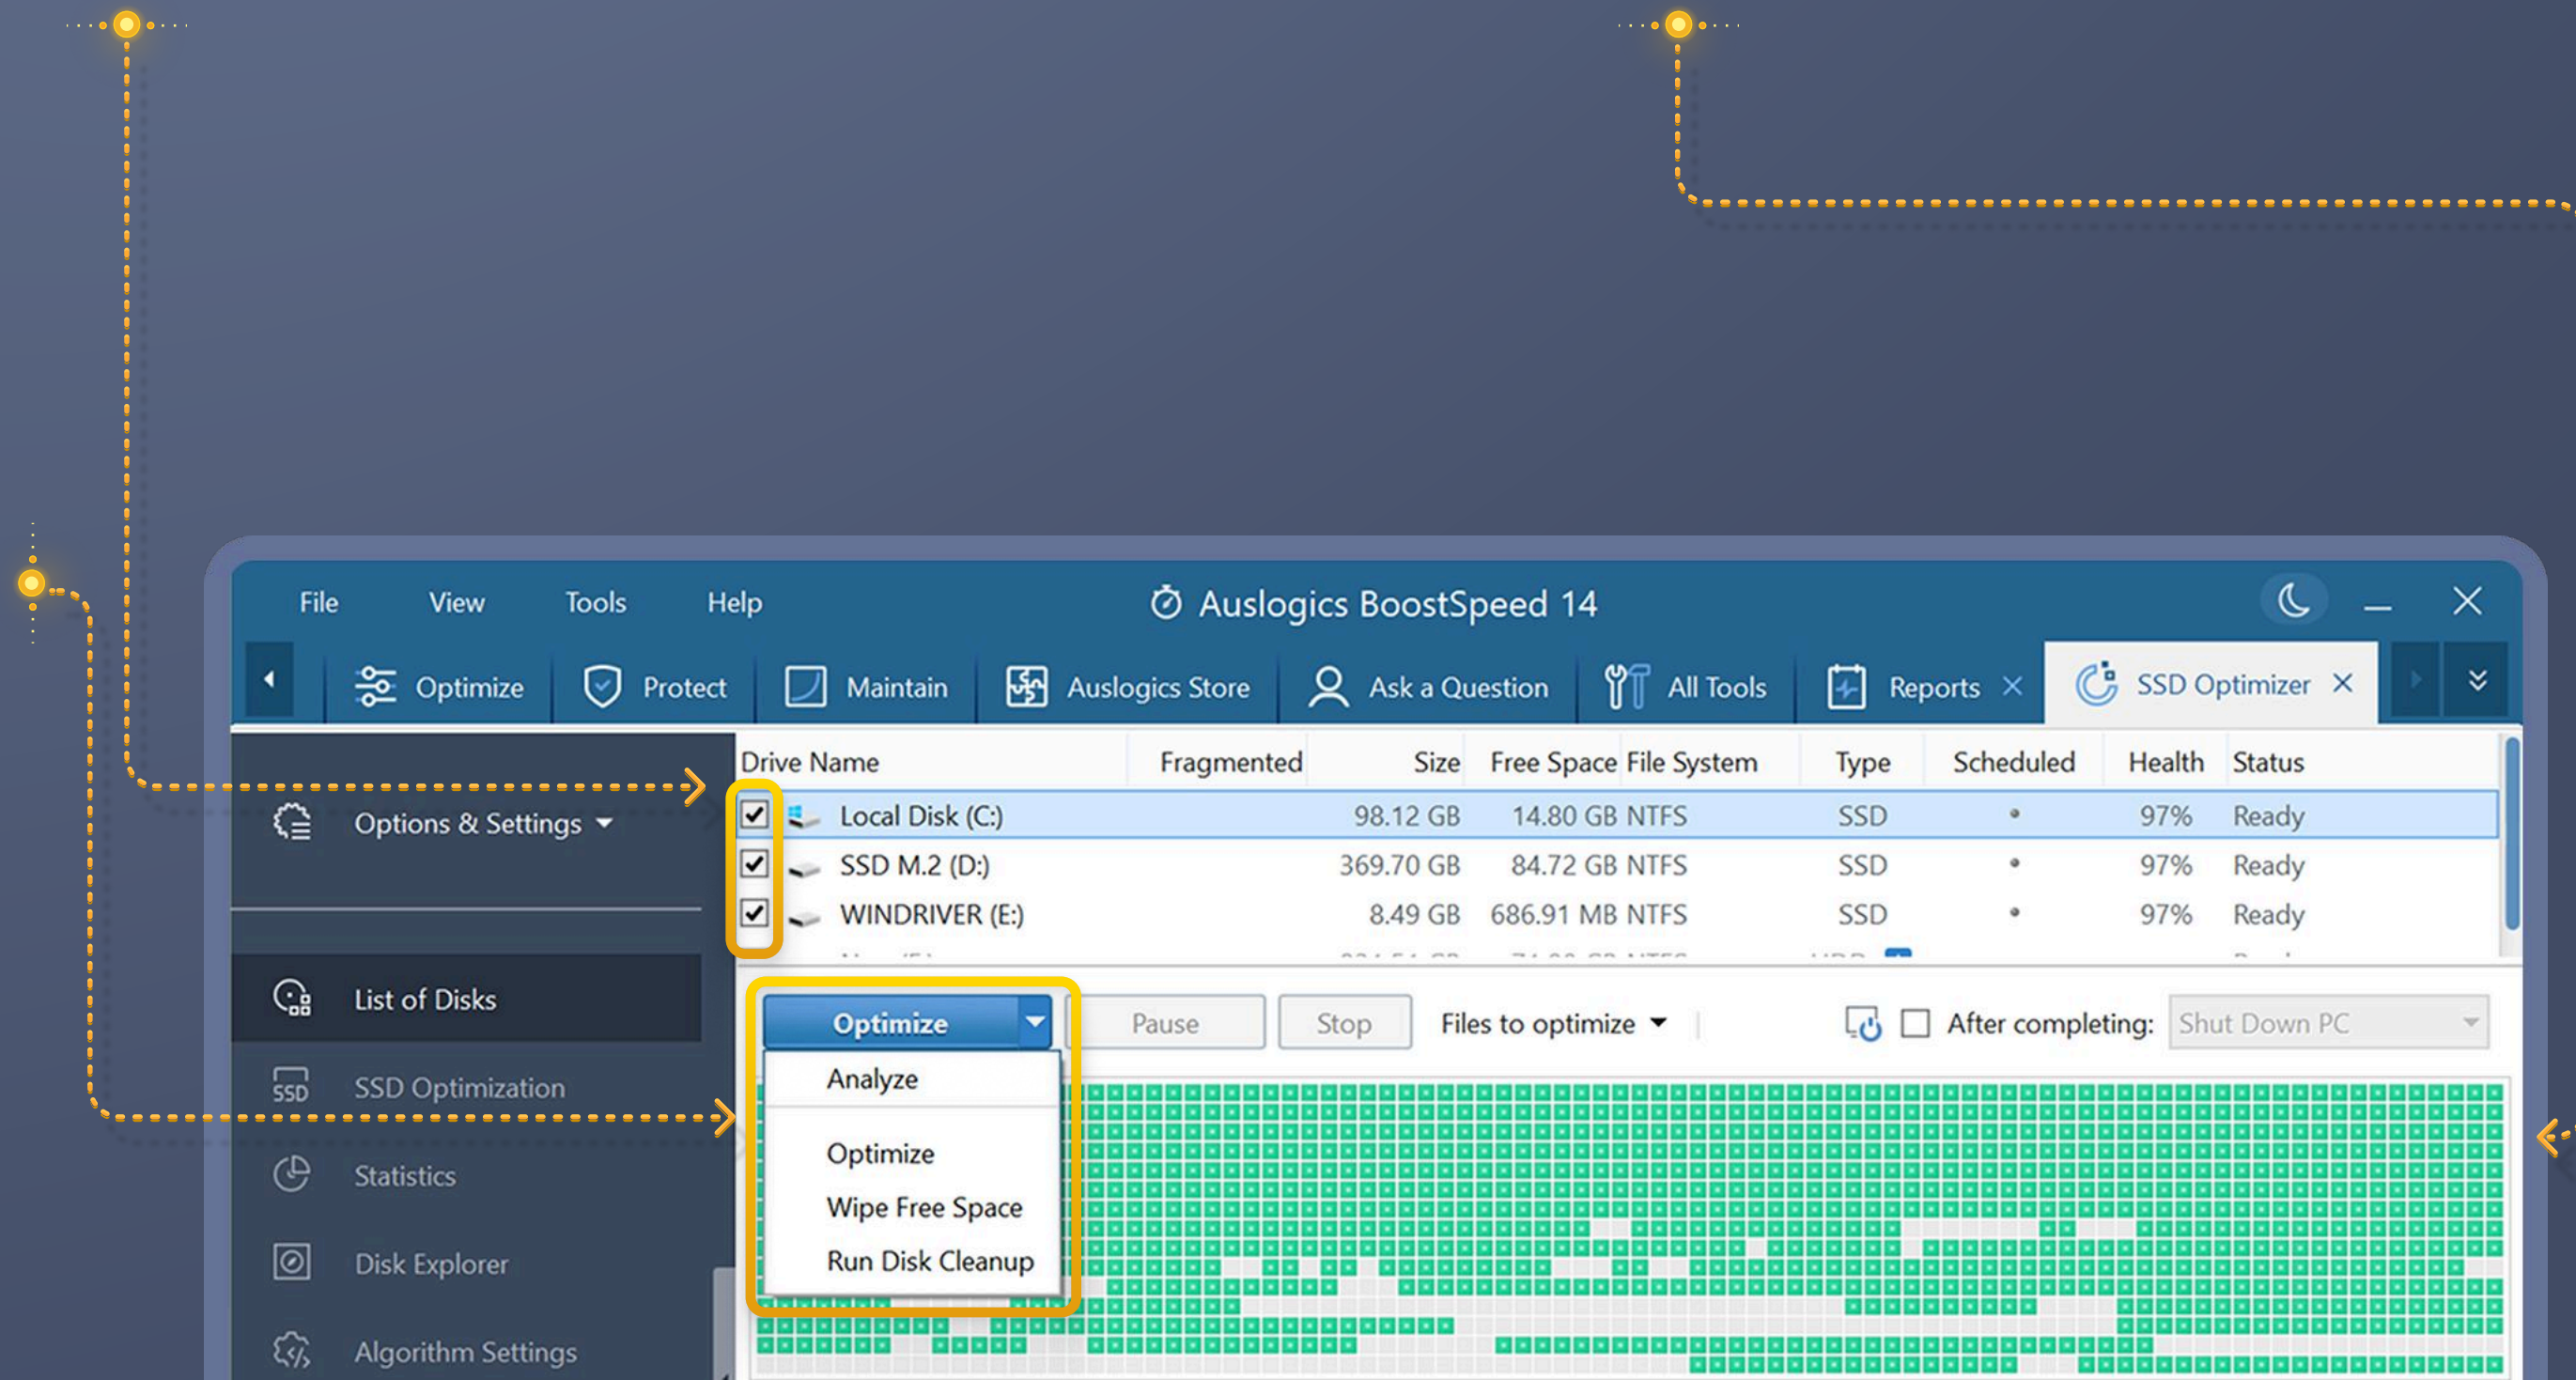 File View Tools Help Auslogics BoostSpeed 14
Optimize Protect Maintain Auslogics Store Ask a Question All Tools Reports SSD Optimizer
Drive Name Fragmented Size Free Space File System Type Scheduled Health Status
Options & Settings
Local Disk (C:) 98.12 GB 14.80 GB NTFS SSD 97% Ready
SSD M.2 (D:) 369.70 GB 84.72 GB NTFS SSD 97% Ready
WINDRIVER (E:) 8.49 GB 686.91 MB NTFS SSD 97% Ready
List of Disks
SSD SSD Optimization
Statistics
Disk Explorer
Algorithm Settings
Optimize Pause Stop Files to optimize After completing: Shut Down PC
Analyze
Optimize
Wipe Free Space
Run Disk Cleanup